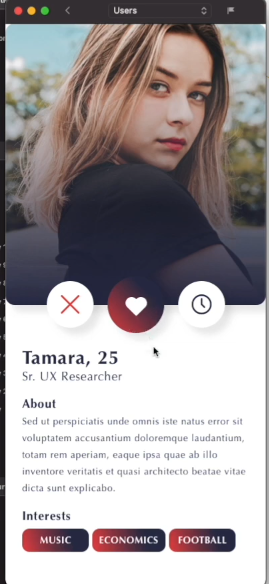 Users
Tamara, 25
Sr. UX Researcher
About
Sed ut perspiciatis unde omnis iste natus error sit
voluptatem accusantium doloremque laudantium,
totam rem aperiam, eaque ipsa quae ab illo
inventore veritatis et quasi architecto beatae vitae
dicta sunt explicabo.
Interests
MUSIC ECONOMICS FOOTBALL